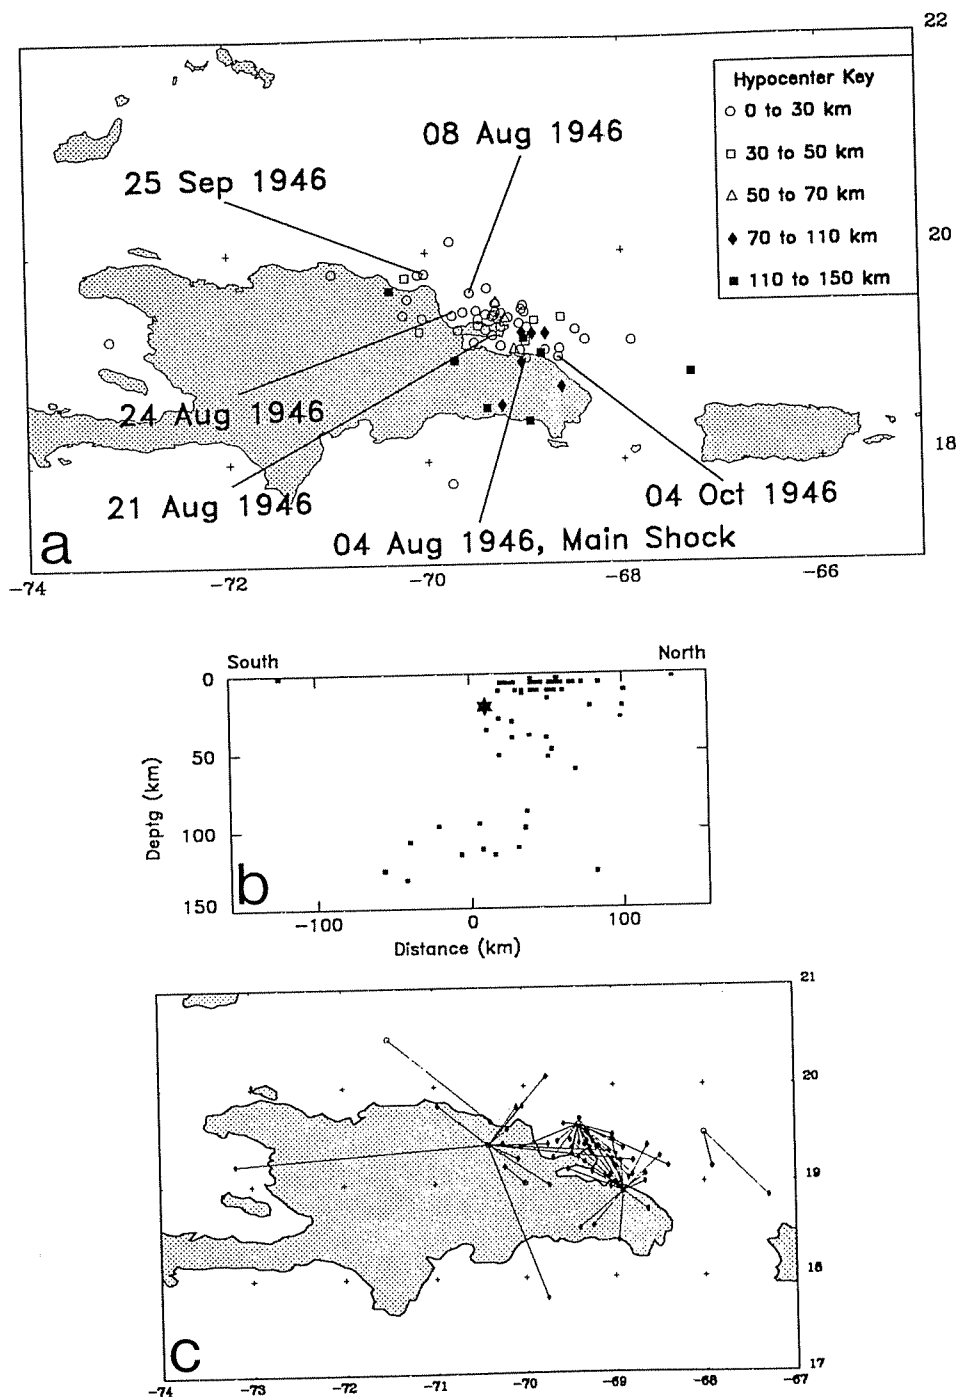 22
Hypocenter Key
0 to 30 km
30 to 50 km
50 to 70 km
70 to 110 km
110 to 150 km
08 Aug 1946
25 Sep 1946
20
24 Aug 1946
18
21 Aug 1946
04 Oct 1946
04 Aug 1946, Main Shock
a
-74 -72 -70 -68 -66
South North
0
50
100
150
Deptg (km)
b
-100 0 100
Distance (km)
21
20
19
18
17
c
-74 -73 -72 -71 -70 -69 -68 -67